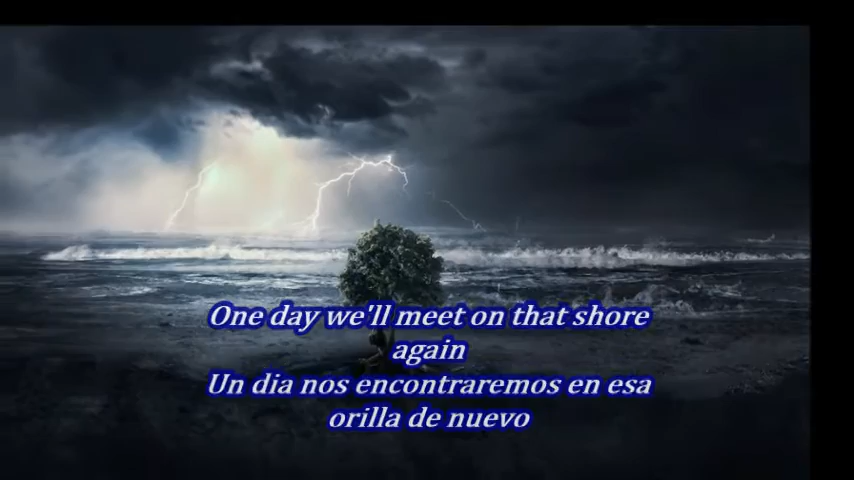 One day we'll meet on that shore
again
Un dia nos encontraremos en esa
orilla de nuevo